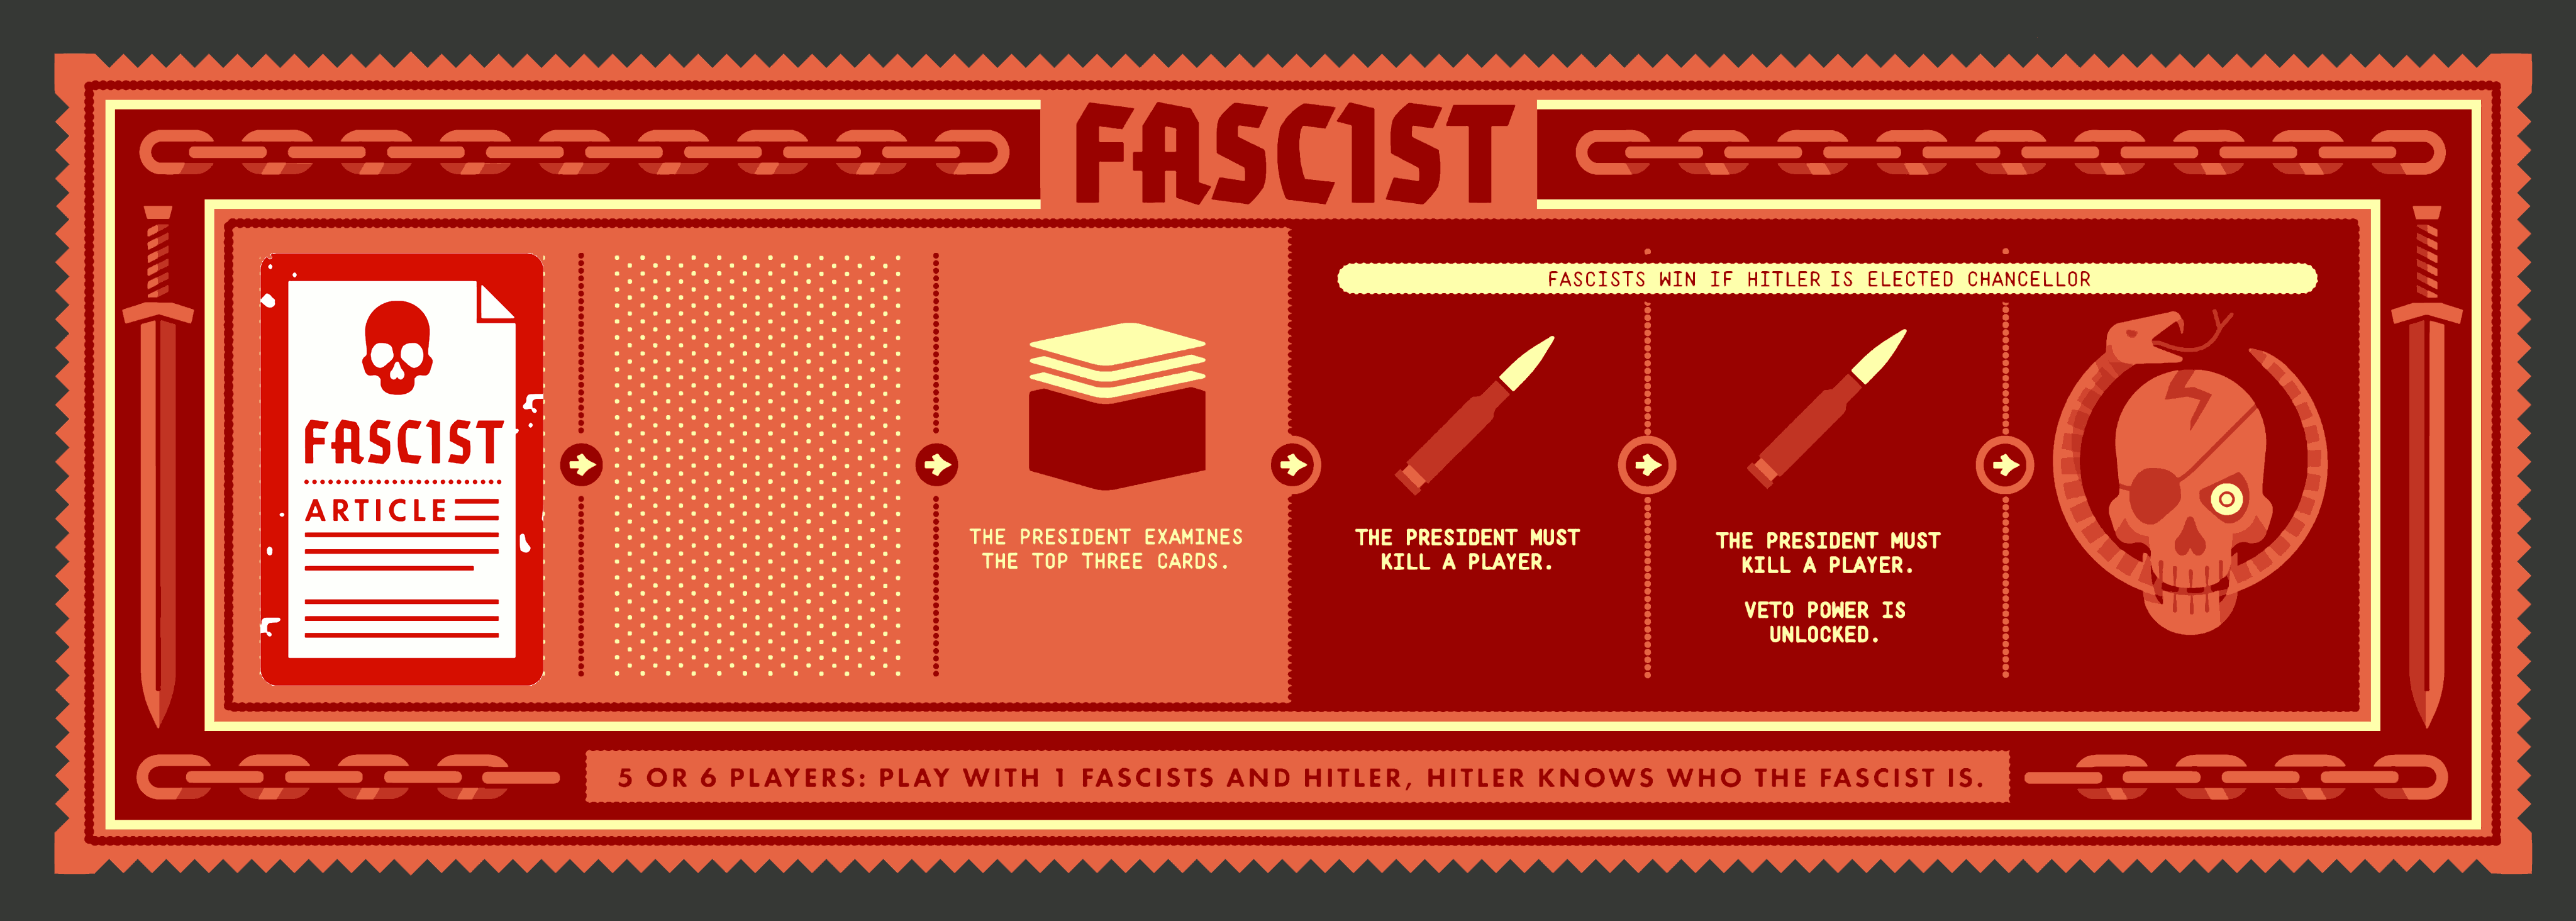 FASCIST
FASCISTS WIN IF HITLER IS ELECTED CHANCELLOR
FASCIST
ARTICLE
THE PRESIDENT EXAMINES
THE TOP THREE CARDS.
THE PRESIDENT MUST
KILL A PLAYER.
THE PRESIDENT MUST
KILL A PLAYER.
VETO POWER IS
UNLOCKED.
5 OR 6 PLAYERS: PLAY WITH 1 FASCISTS AND HITLER, HITLER KNOWS WHO THE FASCIST IS.